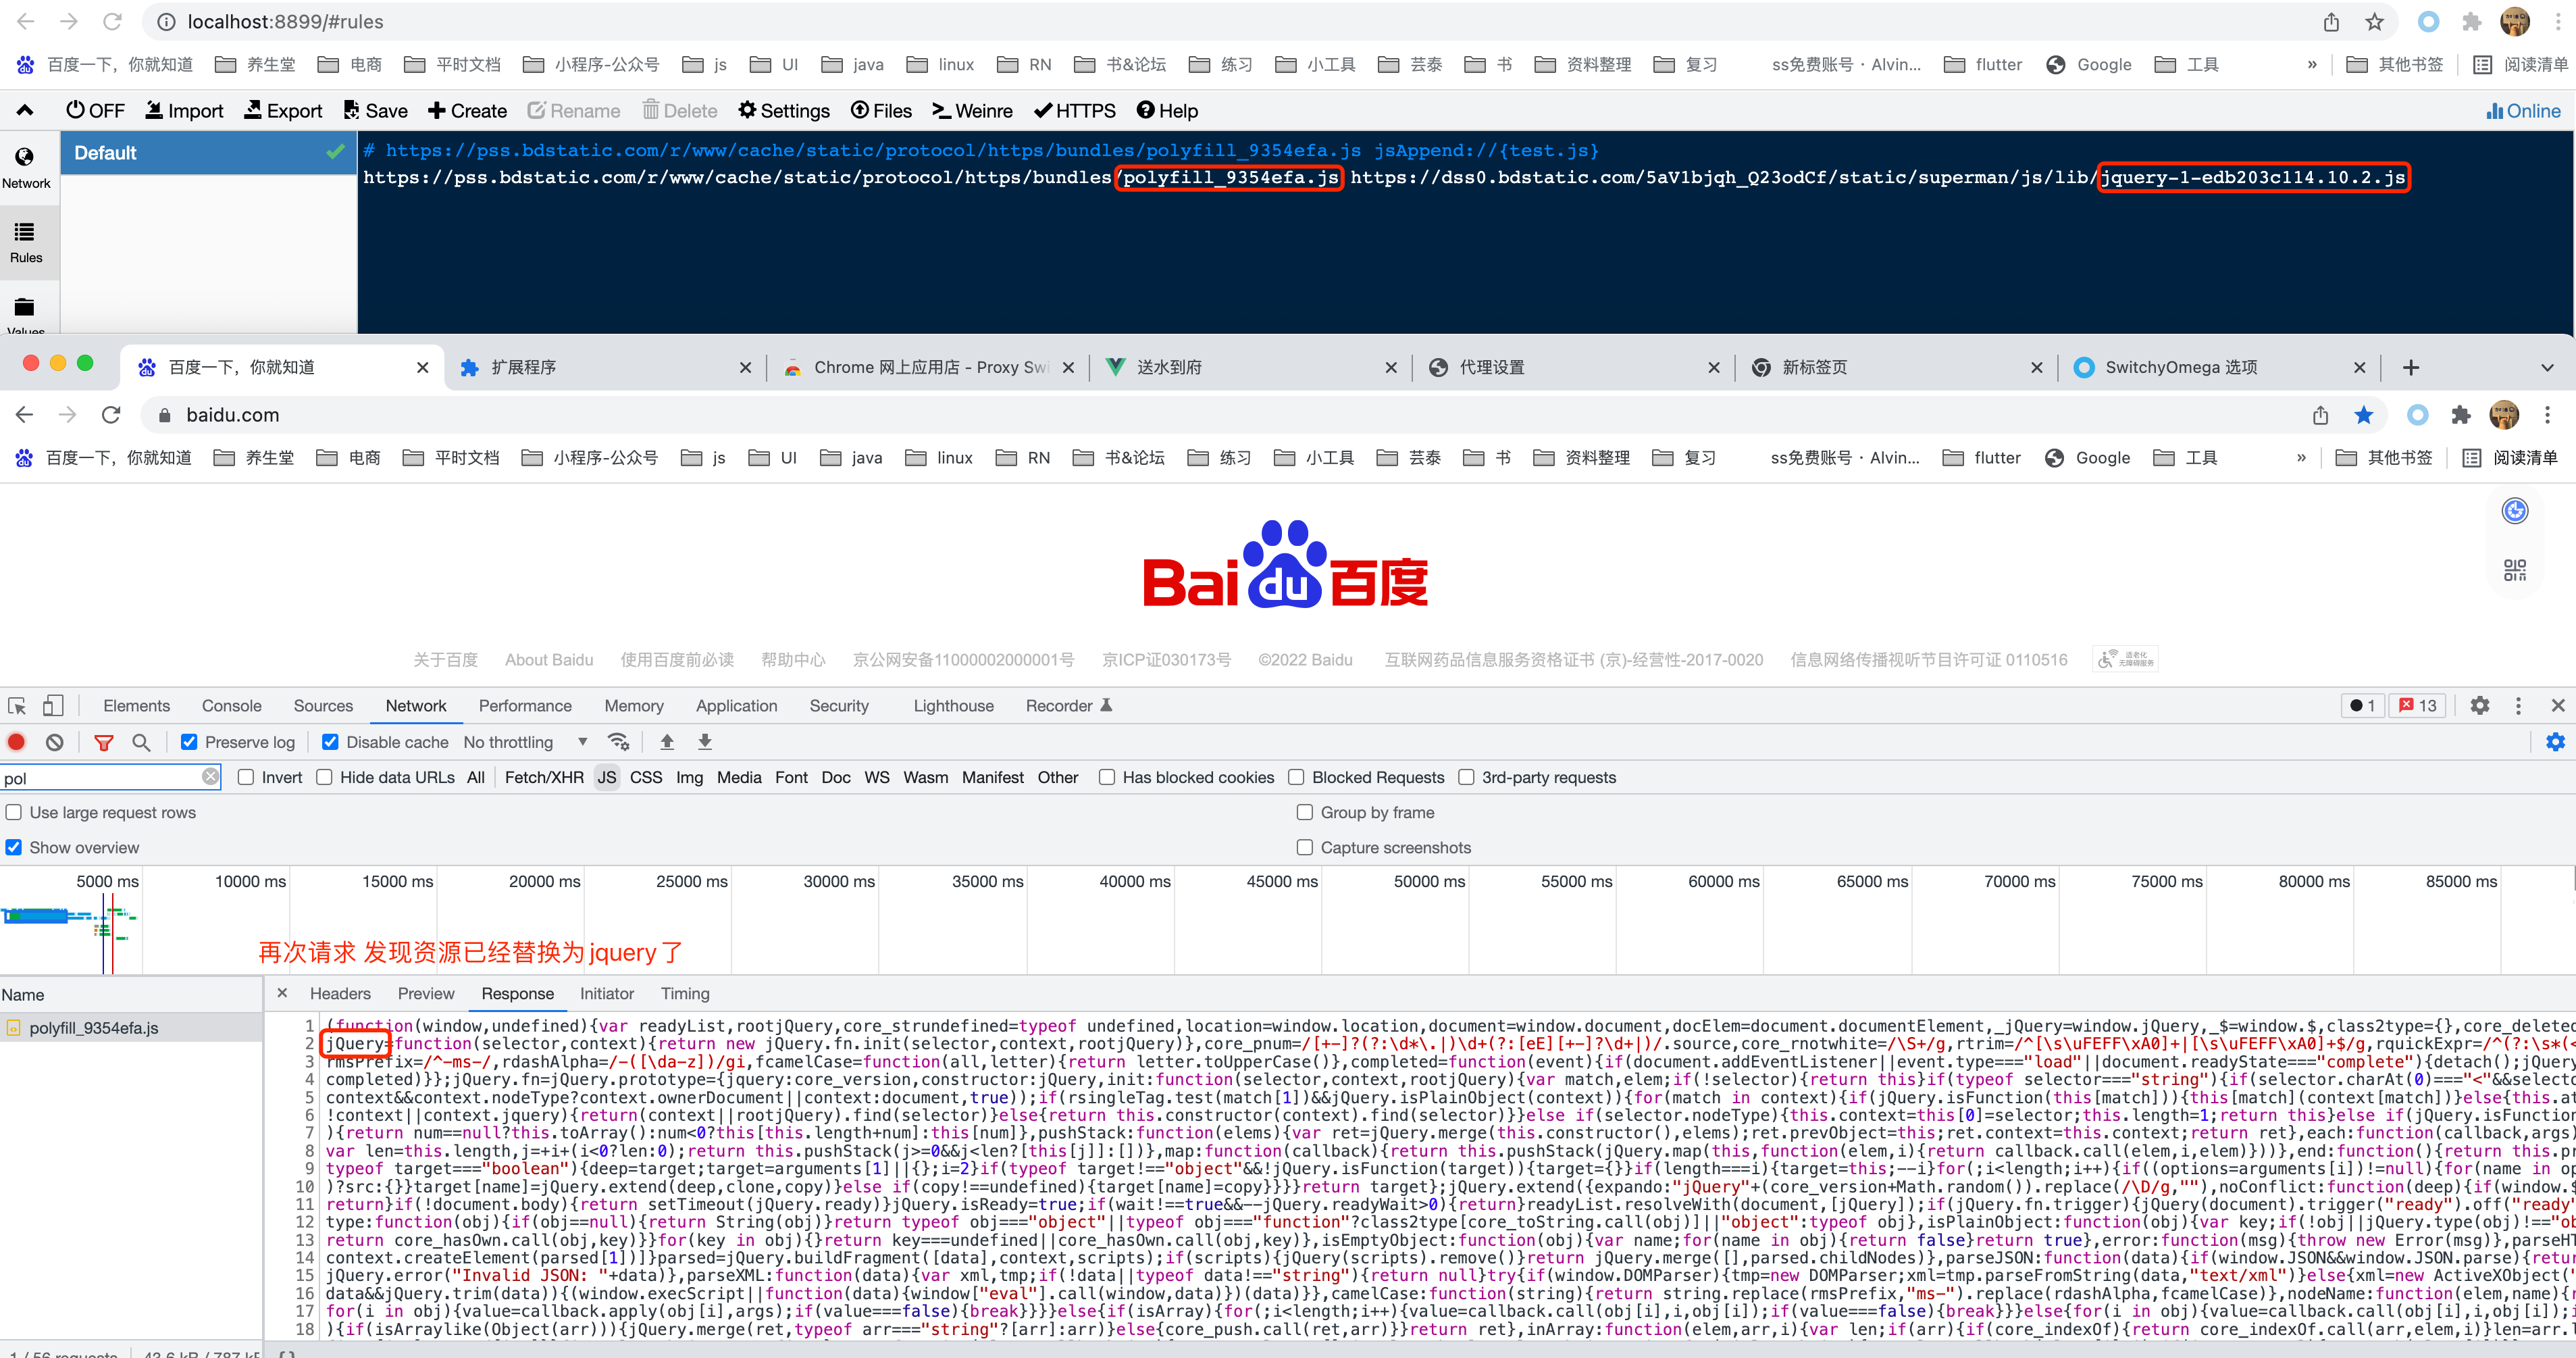 localhost:8899/#rules
百度一下，你就知道 养生堂 电商 平时文档 小程序-公众号 js UI java linux RN 书&论坛 练习 小工具 芸泰 书 资料整理 复习 ss免费账号 · Alvin... flutter Google 工具 » 其他书签 阅读清单
OFF Import Export Save Create Rename Delete Settings Files Weinre HTTPS Help Online
Network
Rules
Values
Default
# https://pss.bdstatic.com/r/www/cache/static/protocol/https/bundles/polyfill_9354efa.js jsAppend://{test.js}
https://pss.bdstatic.com/r/www/cache/static/protocol/https/bundles/polyfill_9354efa.js https://dss0.bdstatic.com/5aV1bjqh_Q23odCf/static/superman/js/lib/jquery-1-edb203c114.10.2.js
百度一下，你就知道 扩展程序 Chrome 网上应用店 - Proxy Swi 送水到府 代理设置 新标签页 SwitchyOmega 选项
baidu.com
百度一下，你就知道 养生堂 电商 平时文档 小程序-公众号 js UI java linux RN 书&论坛 练习 小工具 芸泰 书 资料整理 复习 ss免费账号 · Alvin... flutter Google 工具 » 其他书签 阅读清单
Bai du 百度
关于百度 About Baidu 使用百度前必读 帮助中心 京公网安备11000002000001号 京ICP证030173号 ©2022 Baidu 互联网药品信息服务资格证书 (京)-经营性-2017-0020 信息网络传播视听节目许可证 0110516 适老化 无障碍服务
Elements Console Sources Network Performance Memory Application Security Lighthouse Recorder 1 13
Preserve log Disable cache No throttling
pol Invert Hide data URLs All Fetch/XHR JS CSS Img Media Font Doc WS Wasm Manifest Other Has blocked cookies Blocked Requests 3rd-party requests
Use large request rows Group by frame
Show overview Capture screenshots
5000 ms 10000 ms 15000 ms 20000 ms 25000 ms 30000 ms 35000 ms 40000 ms 45000 ms 50000 ms 55000 ms 60000 ms 65000 ms 70000 ms 75000 ms 80000 ms 85000 ms
再次请求 发现资源已经替换为jquery了
Name Headers Preview Response Initiator Timing
polyfill_9354efa.js
1 (function(window,undefined){var readyList,rootjQuery,core_strundefined=typeof undefined,location=window.location,document=window.document,docElem=document.documentElement,_jQuery=window.jQuery,_$=window.$,class2type={},core_deleted
2 jQuery=function(selector,context){return new jQuery.fn.init(selector,context,rootjQuery)},core_pnum=/[+-]?(?:\d*\.|)\d+(?:[eE][+-]?\d+|)/.source,core_rnotwhite=/\S+/g,rtrim=/^[\s\uFEFF\xA0]+|[\s\uFEFF\xA0]+$/g,rquickExpr=/^(?:\s*(<
3 rmsPrefix=/^-ms-/,rdashAlpha=/-([\da-z])/gi,fcamelCase=function(all,letter){return letter.toUpperCase()},completed=function(event){if(document.addEventListener||event.type==="load"||document.readyState==="complete"){detach();jQuery
4 completed)}};jQuery.fn=jQuery.prototype={jquery:core_version,constructor:jQuery,init:function(selector,context,rootjQuery){var match,elem;if(!selector){return this}if(typeof selector==="string"){if(selector.charAt(0)==="<"&&selecto
5 context&&context.nodeType?context.ownerDocument||context:document,true));if(rsingleTag.test(match[1])&&jQuery.isPlainObject(context)){for(match in context){if(jQuery.isFunction(this[match])){this[match](context[match])}else{this.at
6 !context||context.jquery){return(context||rootjQuery).find(selector)}else{return this.constructor(context).find(selector)}}else if(selector.nodeType){this.context=this[0]=selector;this.length=1;return this}else if(jQuery.isFunction
7 ){return num==null?this.toArray():num<0?this[this.length+num]:this[num]},pushStack:function(elems){var ret=jQuery.merge(this.constructor(),elems);ret.prevObject=this;ret.context=this.context;return ret},each:function(callback,args)
8 var len=this.length,j=+i+(i<0?len:0);return this.pushStack(j>=0&&j<len?[this[j]]:[])},map:function(callback){return this.pushStack(jQuery.map(this,function(elem,i){return callback.call(elem,i,elem)}))},end:function(){return this.pr
9 typeof target==="boolean"){deep=target;target=arguments[1]||{};i=2}if(typeof target!=="object"&&!jQuery.isFunction(target)){target={}}if(length===i){target=this;--i}for(;i<length;i++){if((options=arguments[i])!=null){for(name in op
10 )?src:{}}target[name]=jQuery.extend(deep,clone,copy)}else if(copy!==undefined){target[name]=copy}}}}return target};jQuery.extend({expando:"jQuery"+(core_version+Math.random()).replace(/\D/g,""),noConflict:function(deep){if(window.$
11 return}if(!document.body){return setTimeout(jQuery.ready)}jQuery.isReady=true;if(wait!==true&&--jQuery.readyWait>0){return}readyList.resolveWith(document,[jQuery]);if(jQuery.fn.trigger){jQuery(document).trigger("ready").off("ready"
12 type:function(obj){if(obj==null){return String(obj)}return typeof obj==="object"||typeof obj==="function"?class2type[core_toString.call(obj)]||"object":typeof obj},isPlainObject:function(obj){var key;if(!obj||jQuery.type(obj)!=="ob
13 return core_hasOwn.call(obj,key)}}for(key in obj){}return key===undefined||core_hasOwn.call(obj,key)},isEmptyObject:function(obj){var name;for(name in obj){return false}return true},error:function(msg){throw new Error(msg)},parseHT
14 context.createElement(parsed[1])]}parsed=jQuery.buildFragment([data],context,scripts);if(scripts){jQuery(scripts).remove()}return jQuery.merge([],parsed.childNodes)},parseJSON:function(data){if(window.JSON&&window.JSON.parse){retur
15 jQuery.error("Invalid JSON: "+data)},parseXML:function(data){var xml,tmp;if(!data||typeof data!=="string"){return null}try{if(window.DOMParser){tmp=new DOMParser;xml=tmp.parseFromString(data,"text/xml")}else{xml=new ActiveXObject("
16 data&&jQuery.trim(data)){(window.execScript||function(data){window["eval"].call(window,data)})(data)}},camelCase:function(string){return string.replace(rmsPrefix,"ms-").replace(rdashAlpha,fcamelCase)},nodeName:function(elem,name){r
17 for(i in obj){value=callback.apply(obj[i],args);if(value===false){break}}}}else{if(isArray){for(;i<length;i++){value=callback.call(obj[i],i,obj[i]);if(value===false){break}}}else{for(i in obj){value=callback.call(obj[i],i,obj[i]);i
18 ){if(isArraylike(Object(arr))){jQuery.merge(ret,typeof arr==="string"?[arr]:arr)}else{core_push.call(ret,arr)}}return ret},inArray:function(elem,arr,i){var len;if(arr){if(core_indexOf){return core_indexOf.call(arr,elem,i)}len=arr.l
1 / 56 requests 43.6 kB / 787 kB {}